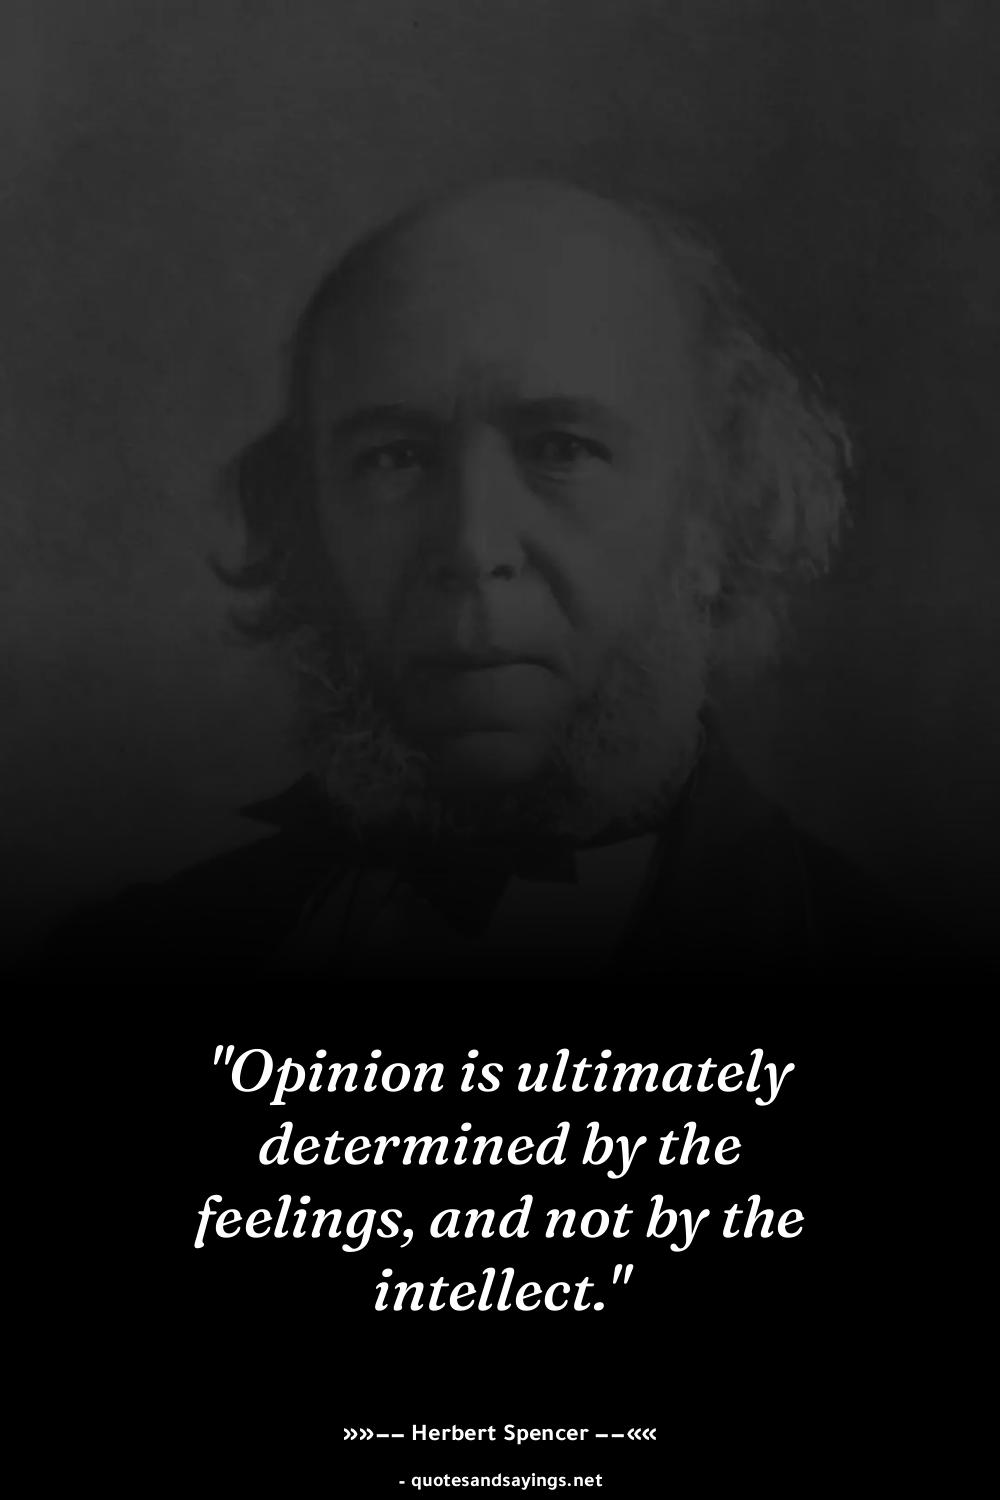 "Opinion is ultimately
determined by the
feelings, and not by the
intellect."
»»−− Herbert Spencer −−««
- quotesandsayings.net